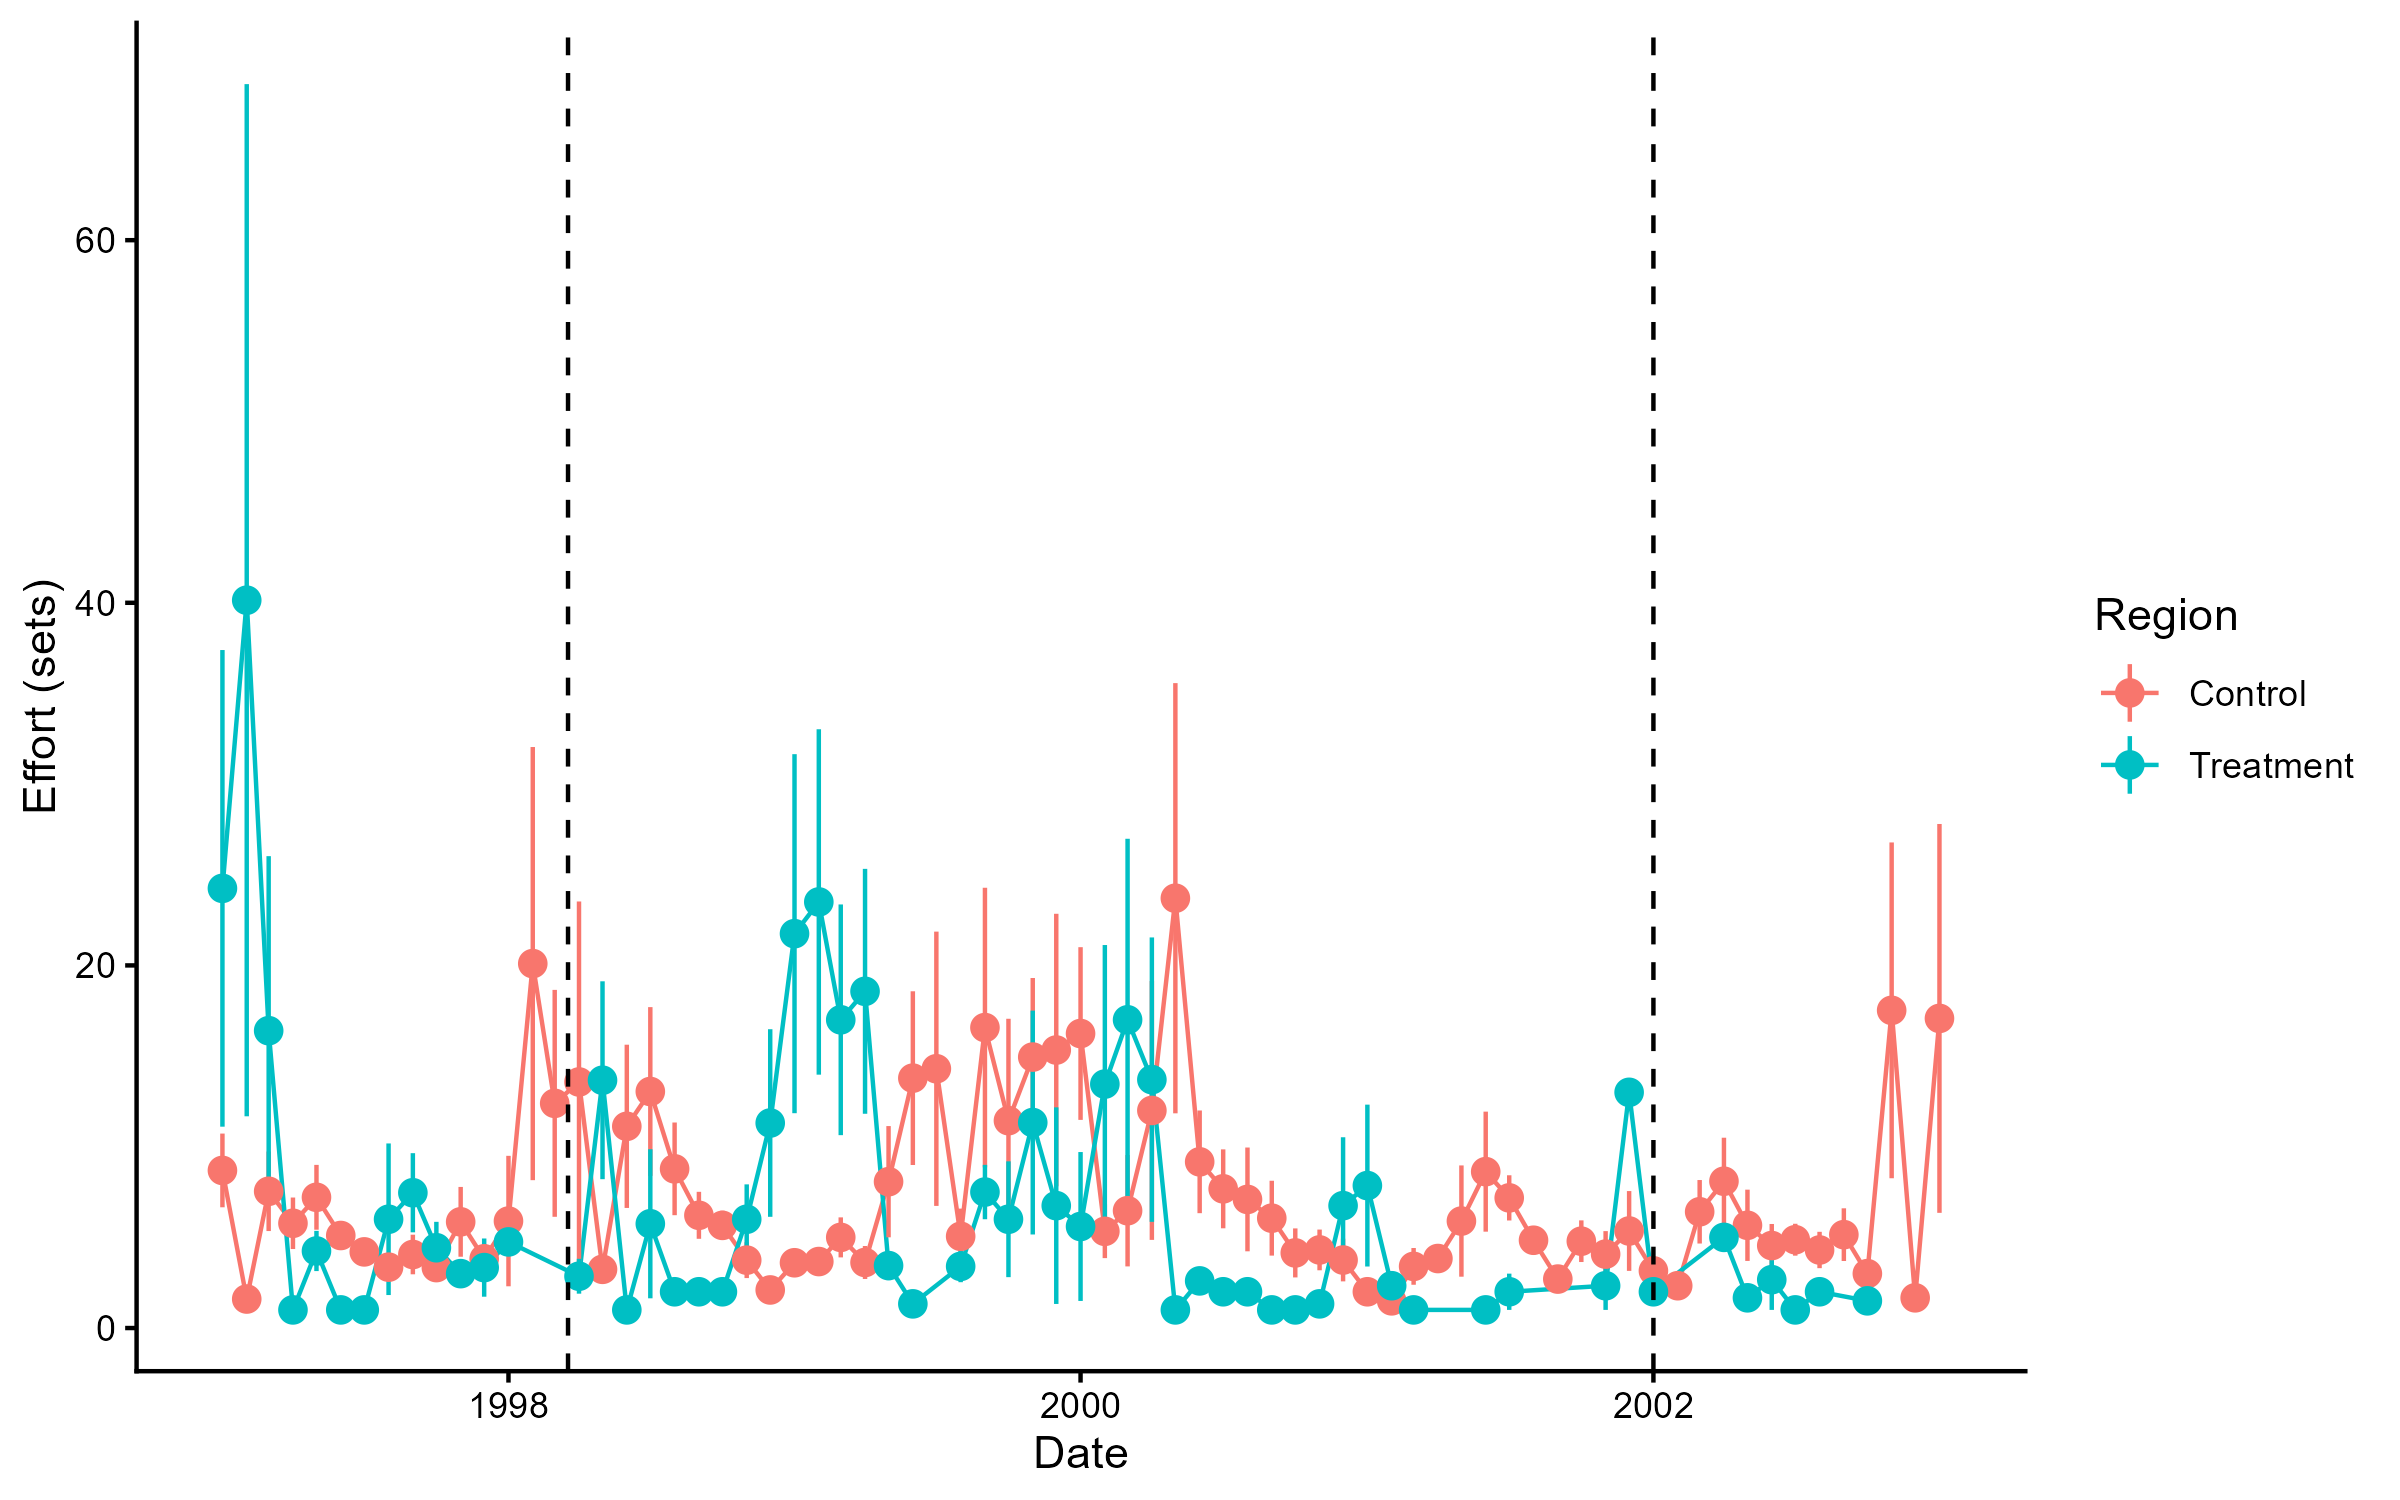 Effort (sets)
60
40
20
0
1998
2000
2002
Date
Region
Control
Treatment